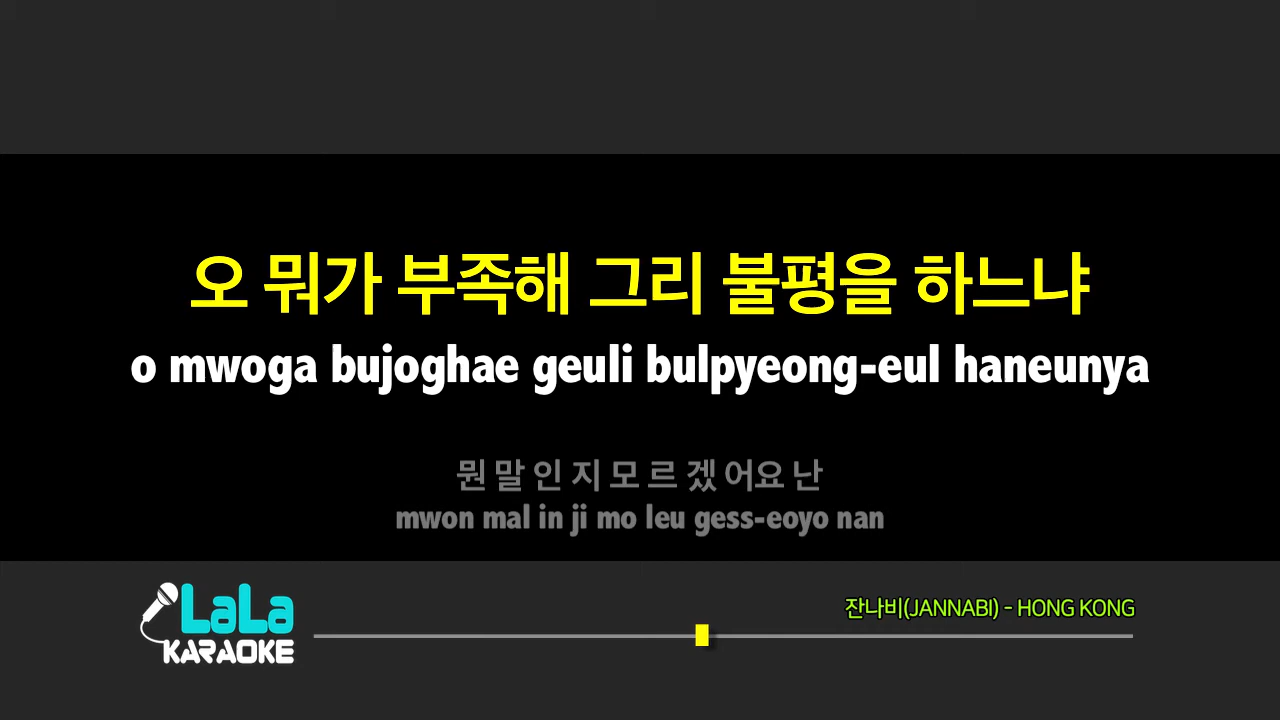 오 뭐가 부족해 그리 불평을 하느냐
o mwoga bujoghae geuli bulpyeong-eul haneunya
뭔 말 인 지 모 르 겠 어요 난
mwon mal in ji mo leu gess-eoyo nan
잔나비(JANNABI) - HONG KONG
LaLa
KARAOKE